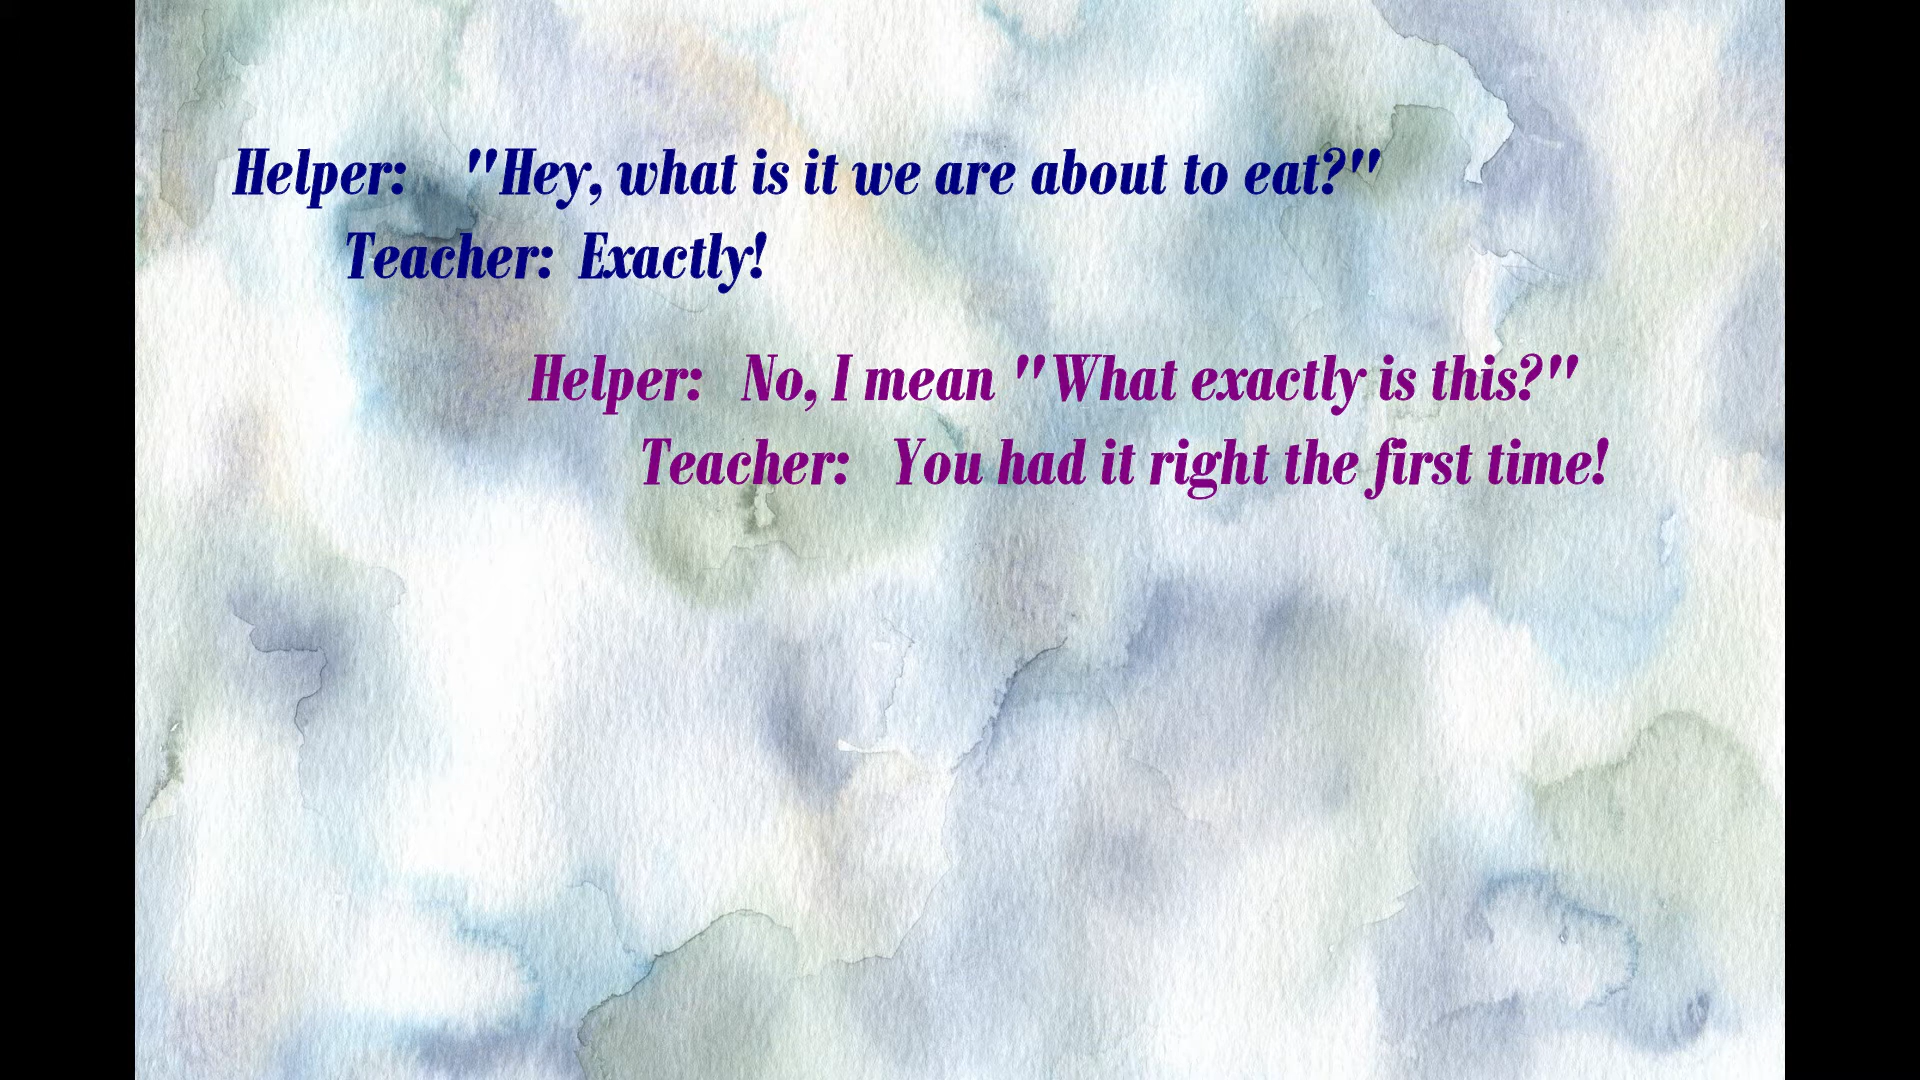 Helper: "Hey, what is it we are about to eat?"
Teacher: Exactly!
Helper: No, I mean "What exactly is this?"
Teacher: You had it right the first time!